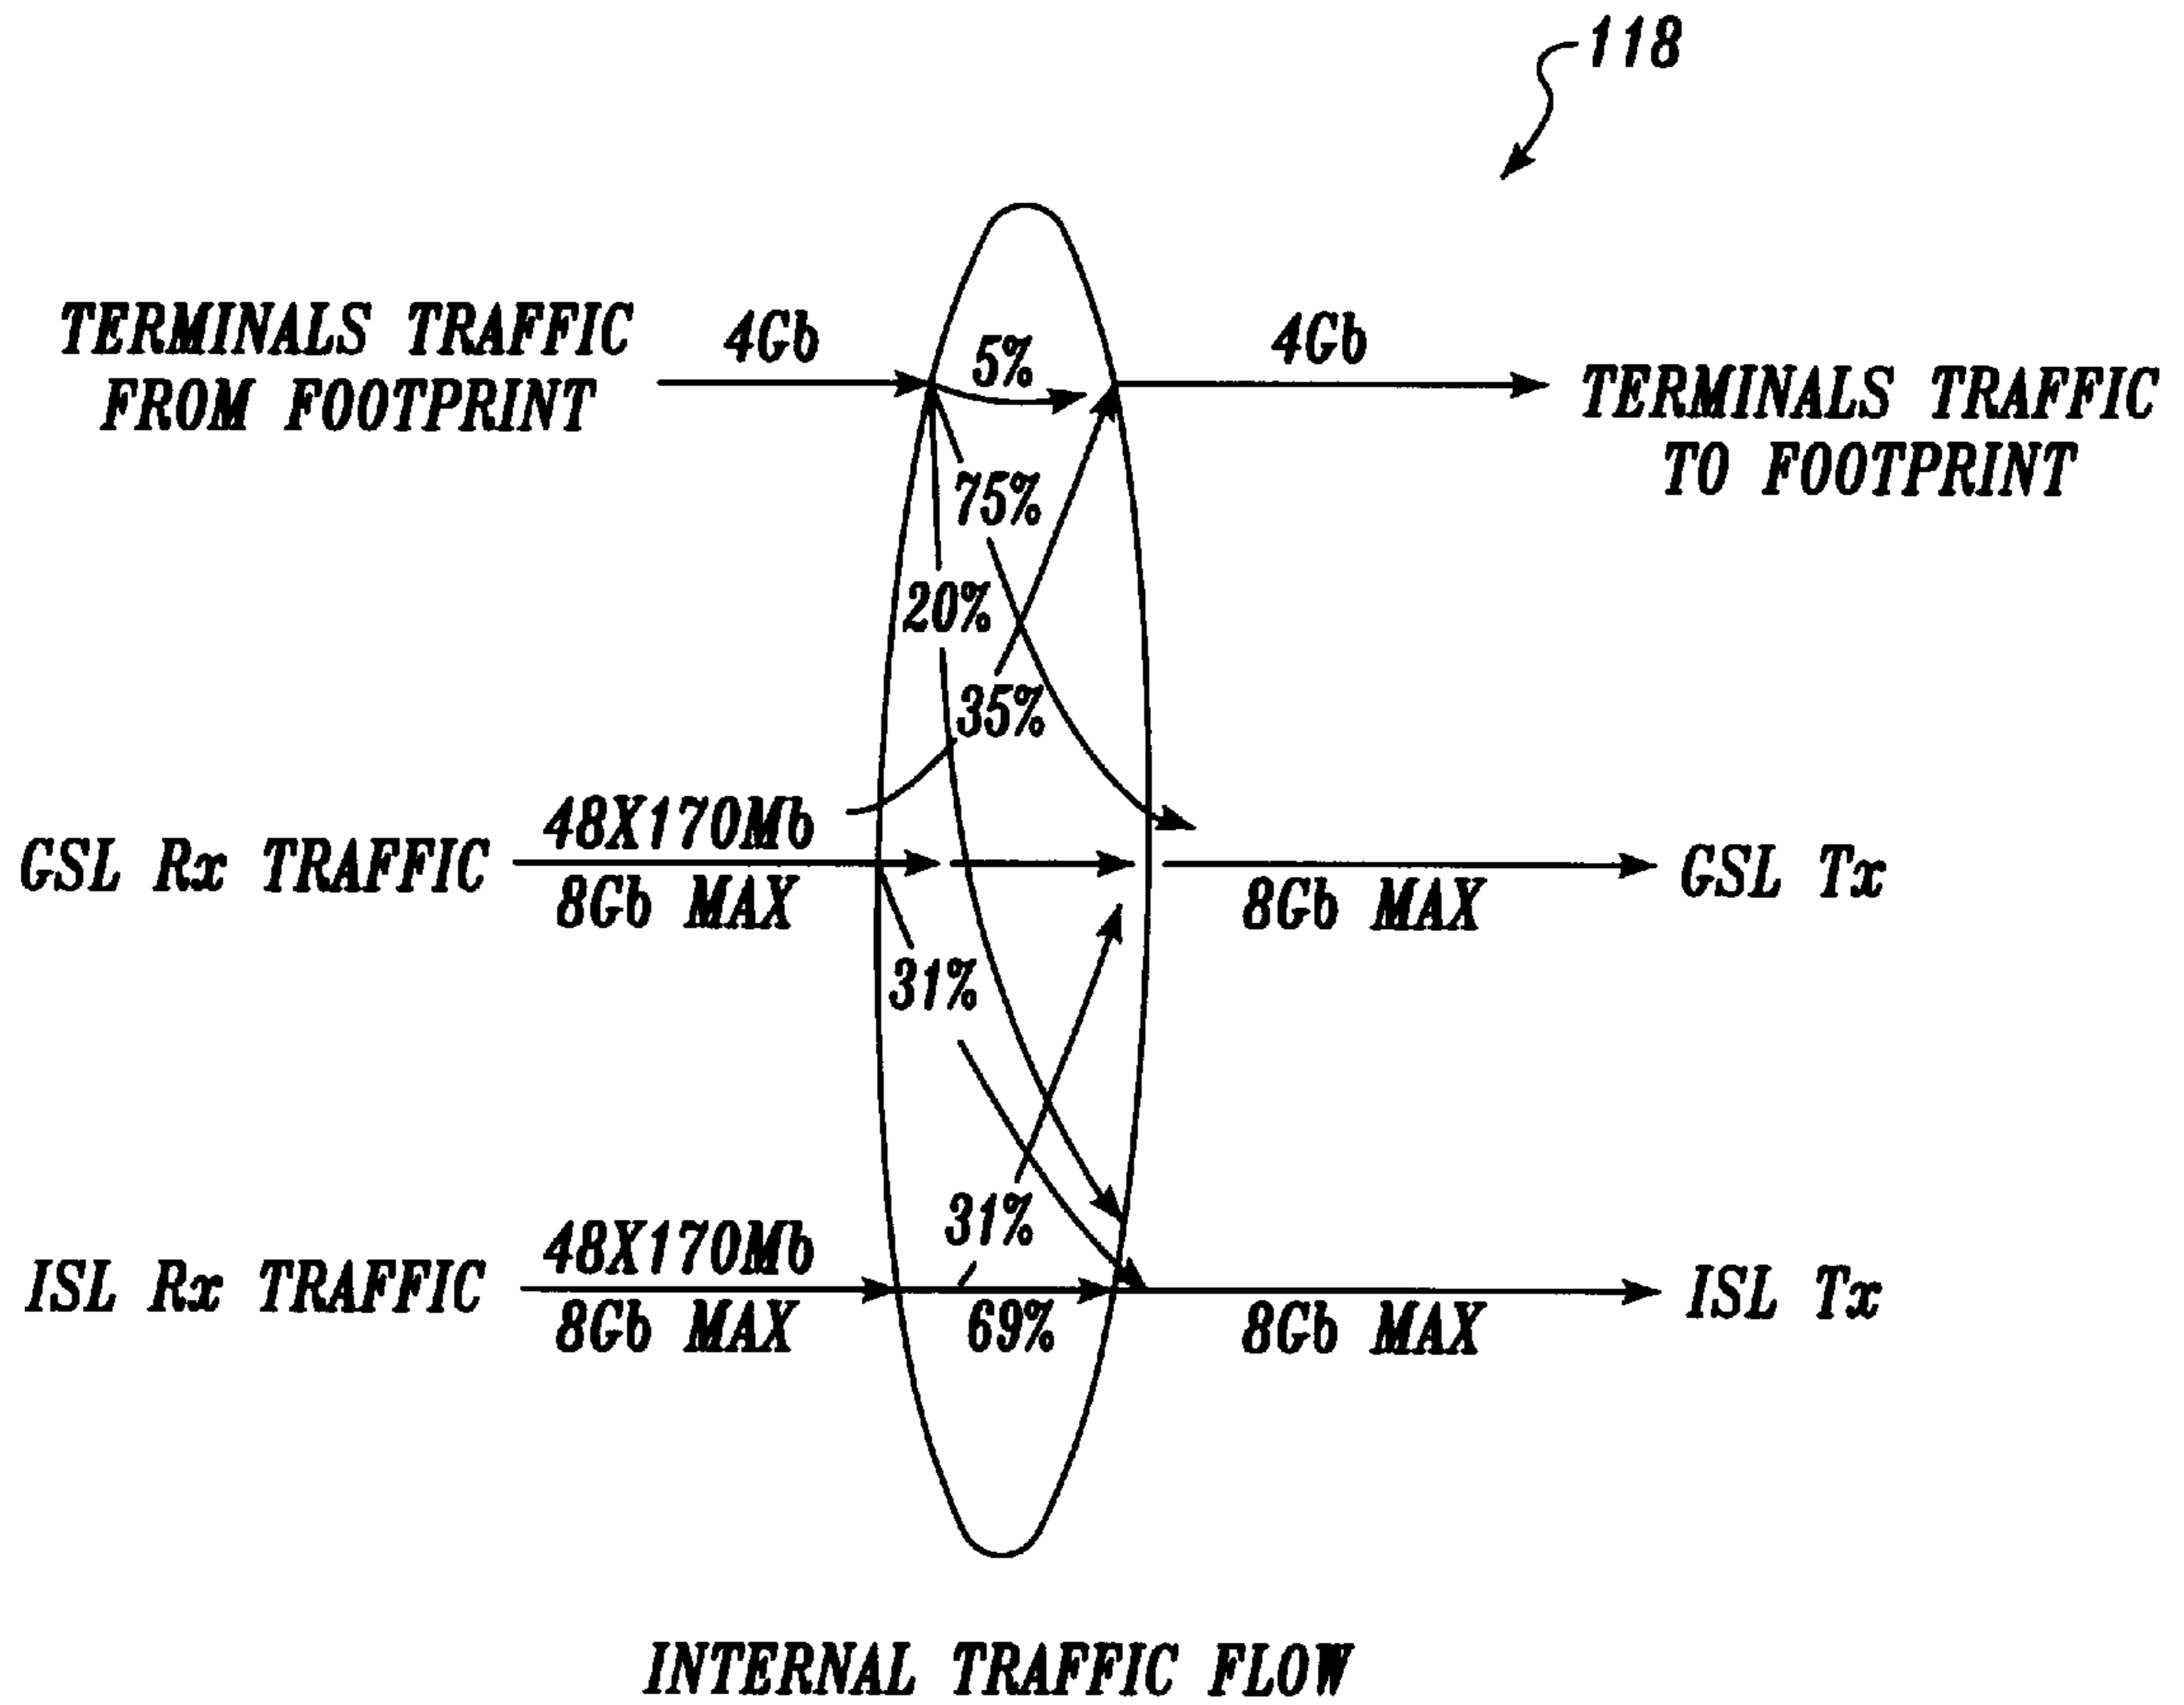 118
TERMINALS TRAFFIC
FROM FOOTPRINT
4Gb
5%
4Gb
TERMINALS TRAFFIC
TO FOOTPRINT
75%
20%
35%
GSL Rx TRAFFIC
48X170Mb
8Gb MAX
8Gb MAX
GSL Tx
31%
31%
ISL Rx TRAFFIC
48X170Mb
8Gb MAX
69%
8Gb MAX
ISL Tx
INTERNAL TRAFFIC FLOW